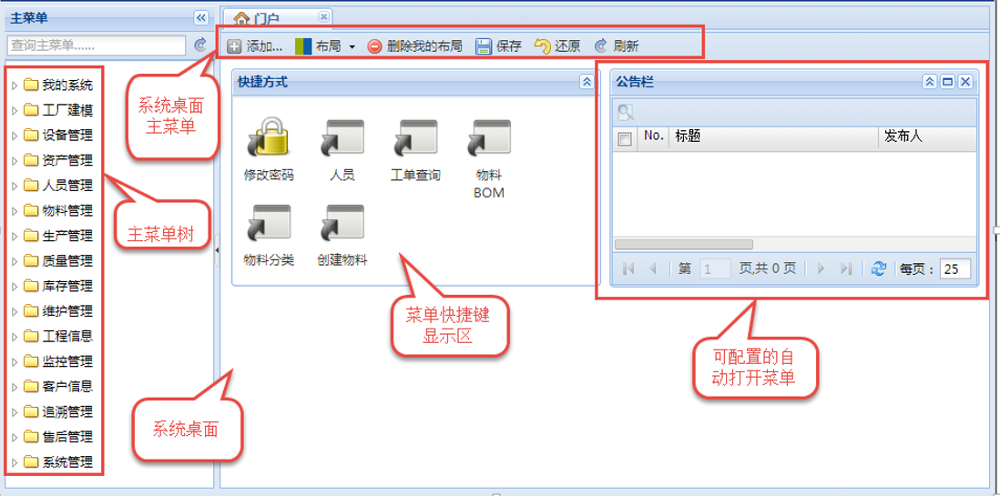 主菜单
查询主菜单......
我的系统
工厂建模
设备管理
资产管理
人员管理
物料管理
生产管理
质量管理
库存管理
维护管理
工程信息
监控管理
客户信息
追溯管理
售后管理
系统管理
门户
添加... 布局 删除我的布局 保存 还原 刷新
系统桌面
主菜单
主菜单树
快捷方式
修改密码 人员 工单查询 物料
BOM
物料分类 创建物料
菜单快捷键
显示区
系统桌面
公告栏
No. 标题 发布人
第 1 页,共 0 页 每页： 25
可配置的自
动打开菜单